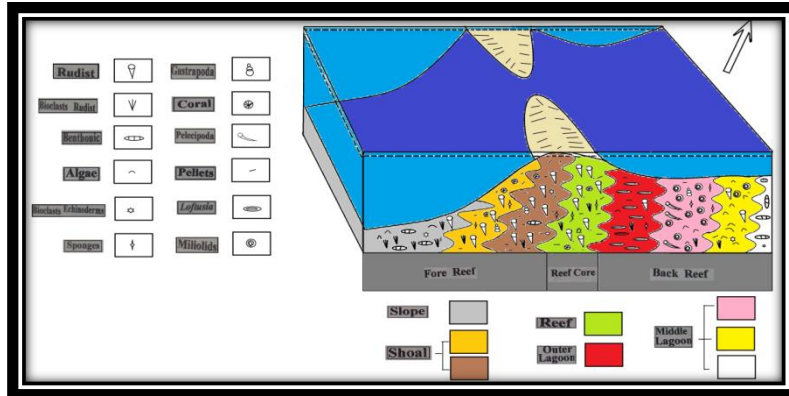 Rudist
Gastrapoda
Bioclasts Rudist
Coral
Benthonic
Pelecipoda
Algae
Pellets
Bioclasts Echinoderms
Loftusia
Sponges
Miliolids
Fore Reef
Reef Core
Back Reef
Slope
Shoal
Reef
Outer
Lagoon
Middle
Lagoon